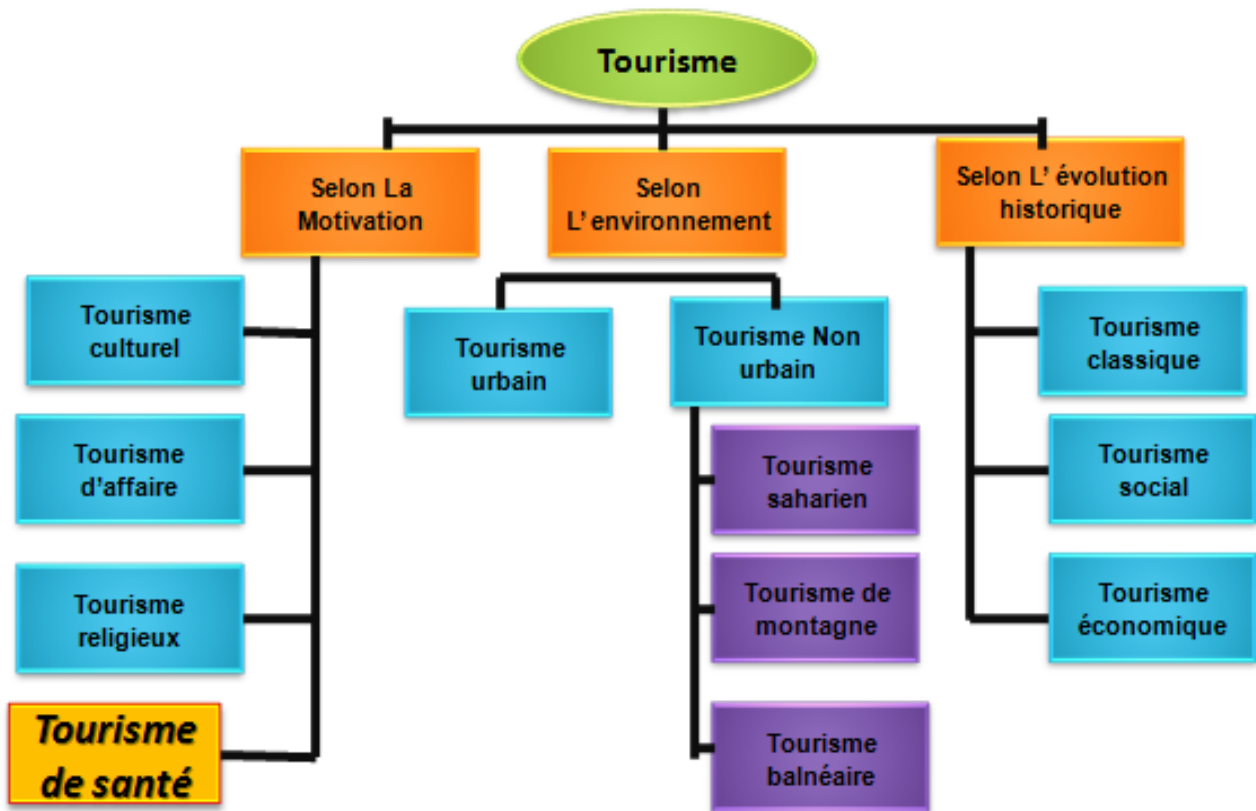 Tourisme
Selon La
Motivation
Selon
L' environnement
Selon L' évolution
historique
Tourisme
culturel
Tourisme
d'affaire
Tourisme
religieux
Tourisme
de santé
Tourisme
urbain
Tourisme Non
urbain
Tourisme
saharien
Tourisme de
montagne
Tourisme
balnéaire
Tourisme
classique
Tourisme
social
Tourisme
économique